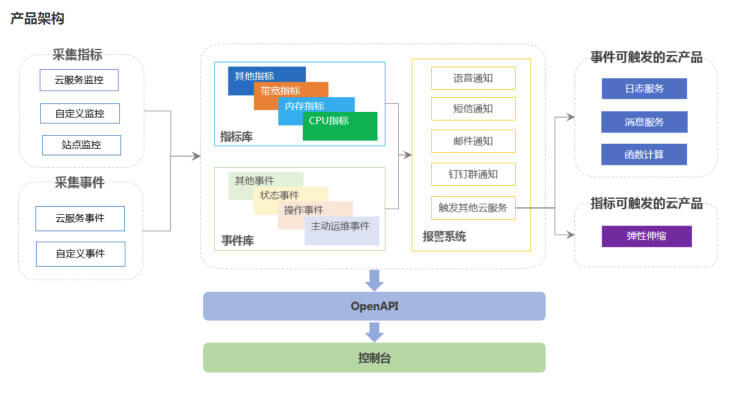 产品架构
采集指标
云服务监控
自定义监控
站点监控
采集事件
云服务事件
自定义事件
其他指标
带宽指标
内存指标
CPU指标
指标库
其他事件
状态事件
操作事件
主动运维事件
事件库
语音通知
短信通知
邮件通知
钉钉群通知
触发其他云服务
报警系统
事件可触发的云产品
日志服务
消息服务
函数计算
指标可触发的云产品
弹性伸缩
OpenAPI
控制台